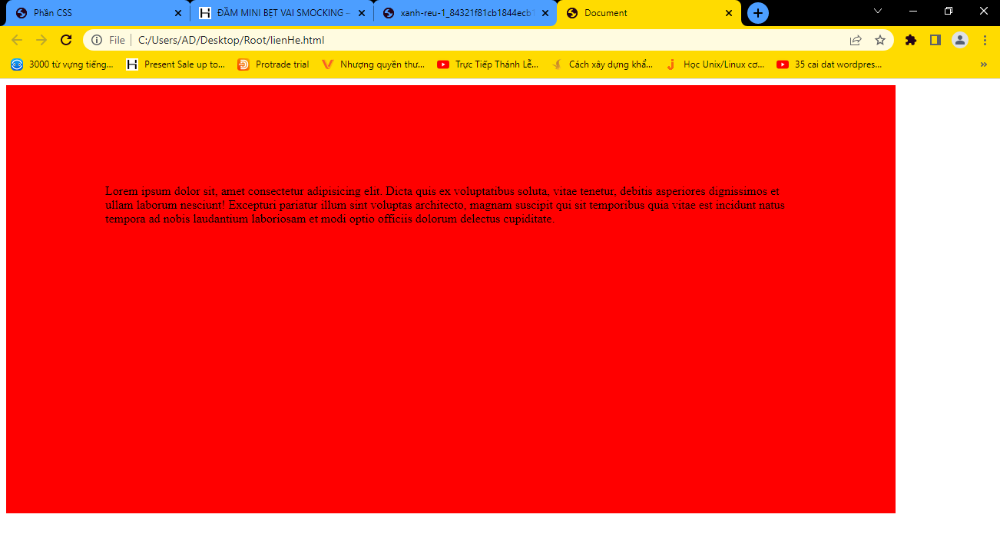 Phần CSS
ĐẦM MINI BẸT VAI SMOCKING –
xanh-reu-1_84321f81cb1844ecb1
Document
File
C:/Users/AD/Desktop/Root/lienHe.html
3000 từ vựng tiếng...
Present Sale up to...
Protrade trial
Nhượng quyền thư...
Trực Tiếp Thánh Lễ...
Cách xây dựng khẩ...
Học Unix/Linux cơ...
35 cai dat wordpres...
Lorem ipsum dolor sit, amet consectetur adipisicing elit. Dicta quis ex voluptatibus soluta, vitae tenetur, debitis asperiores dignissimos et
ullam laborum nesciunt! Excepturi pariatur illum sint voluptas architecto, magnam suscipit qui sit temporibus quia vitae est incidunt natus
tempora ad nobis laudantium laboriosam et modi optio officiis dolorum delectus cupiditate.